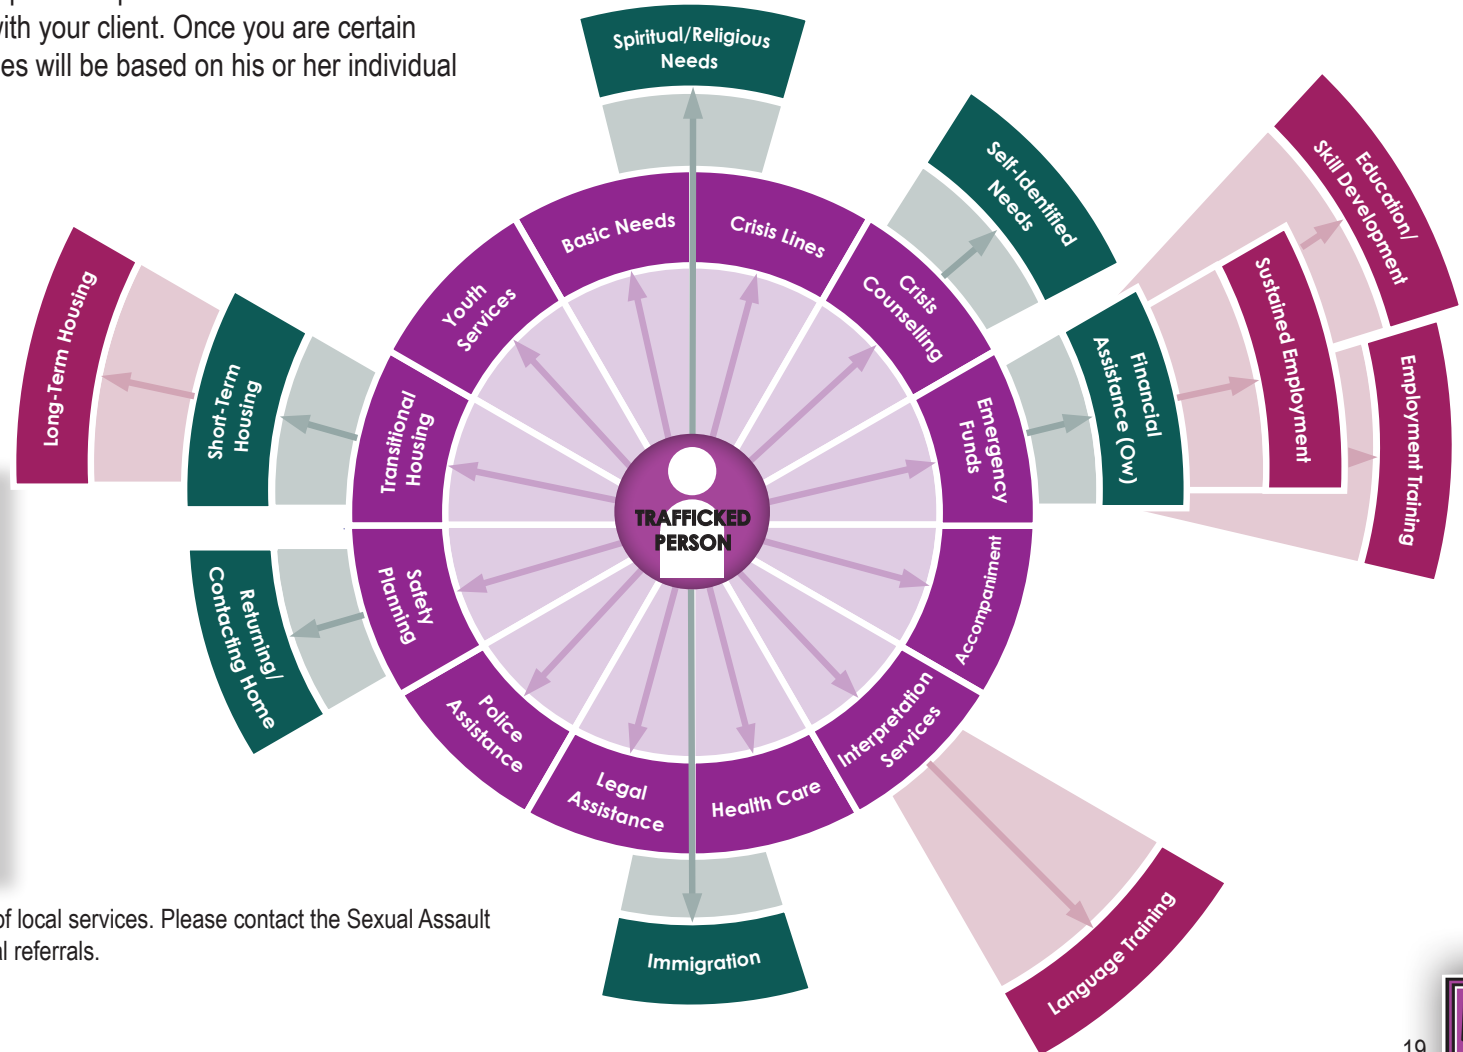 with your client. Once you are certain
es will be based on his or her individual
Spiritual/Religious
Needs
Self-Identified
Needs
Education/
Skill Development
Basic Needs
Crisis Lines
Youth
Services
Crisis
Counselling
Sustained Employment
Long-Term Housing
Short-Term
Housing
Transitional
Housing
Emergency
Funds
Financial
Assistance (Ow)
Employment Training
TRAFFICKED
PERSON
Returning/
Contacting Home
Safety
Planning
Accompaniment
Police
Assistance
Interpretation
Services
Legal
Assistance
Health Care
of local services. Please contact the Sexual Assault
al referrals.
Immigration
Language Training
19